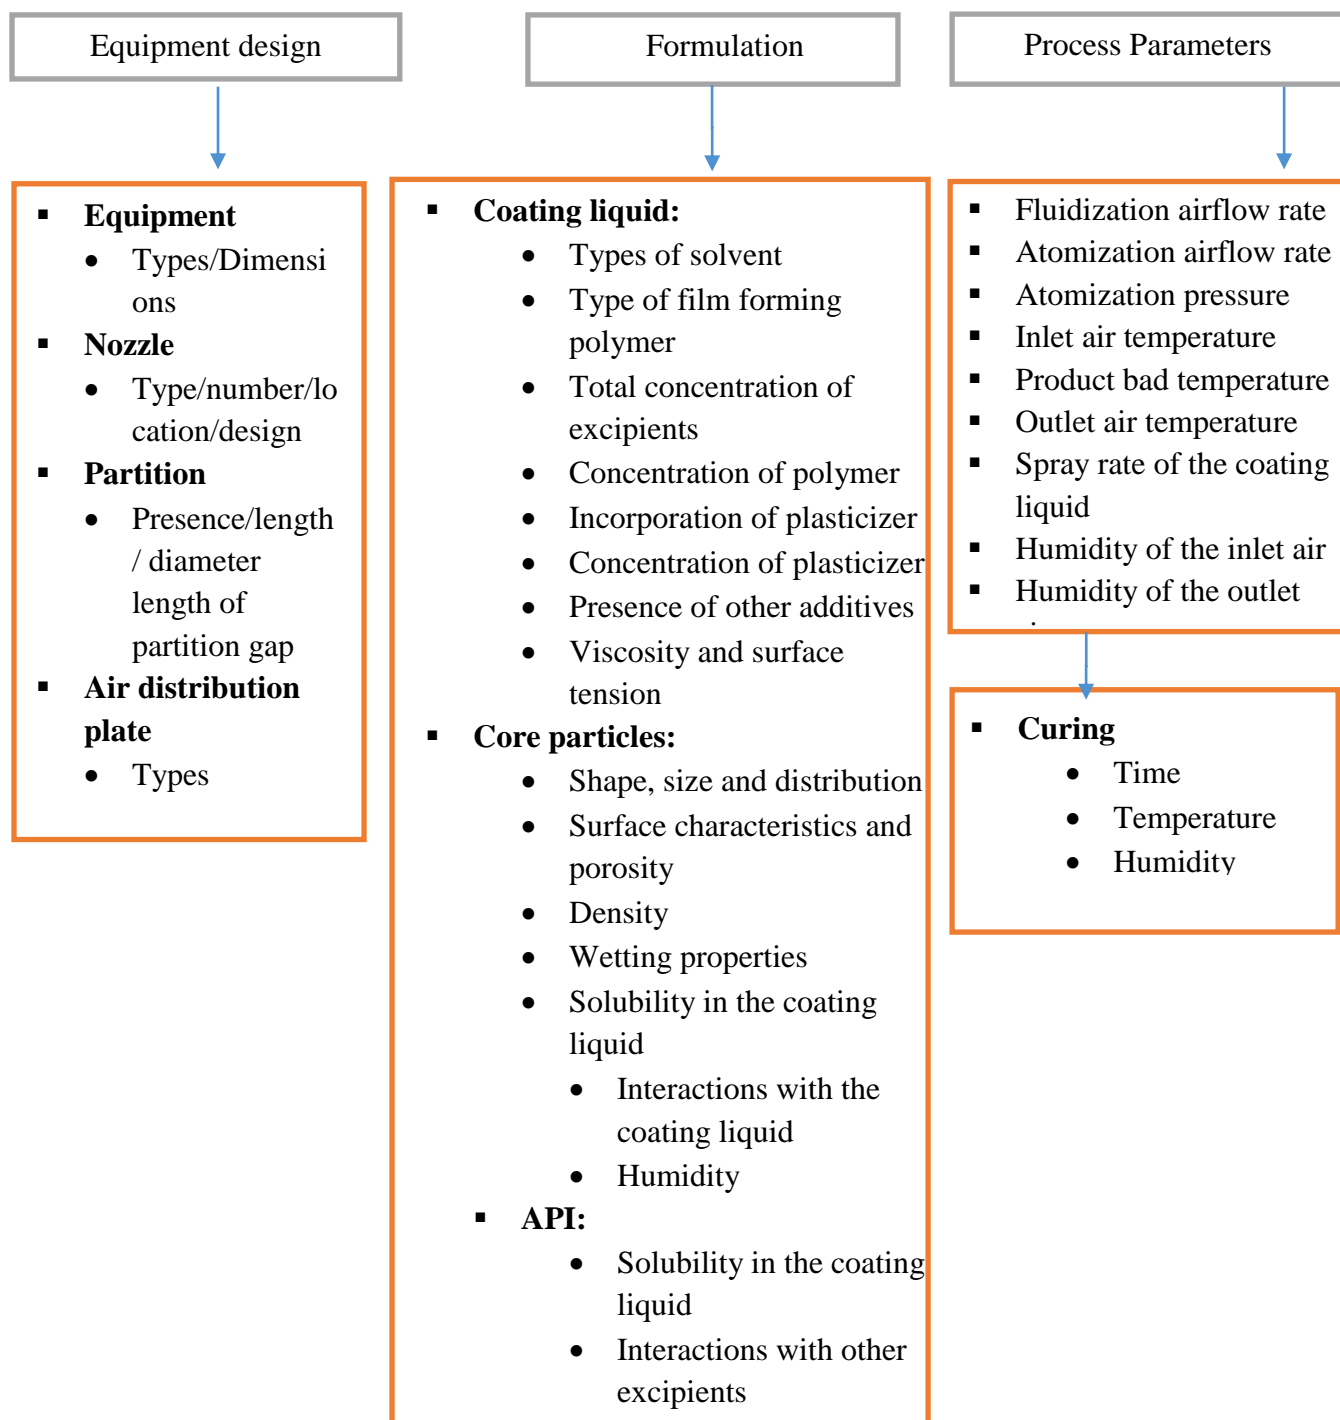 Equipment design
Formulation
Process Parameters
▪ Equipment
• Types/Dimensi
ons
▪ Nozzle
• Type/number/lo
cation/design
▪ Partition
• Presence/length
/ diameter
length of
partition gap
▪ Air distribution
plate
• Types
▪ Coating liquid:
• Types of solvent
• Type of film forming
polymer
• Total concentration of
excipients
• Concentration of polymer
• Incorporation of plasticizer
• Concentration of plasticizer
• Presence of other additives
• Viscosity and surface
tension
▪ Core particles:
• Shape, size and distribution
• Surface characteristics and
porosity
• Density
• Wetting properties
• Solubility in the coating
liquid
• Interactions with the
coating liquid
• Humidity
▪ API:
• Solubility in the coating
liquid
• Interactions with other
excipients
▪ Fluidization airflow rate
▪ Atomization airflow rate
▪ Atomization pressure
▪ Inlet air temperature
▪ Product bad temperature
▪ Outlet air temperature
▪ Spray rate of the coating
liquid
▪ Humidity of the inlet air
▪ Humidity of the outlet
▪ Curing
• Time
• Temperature
• Humidity